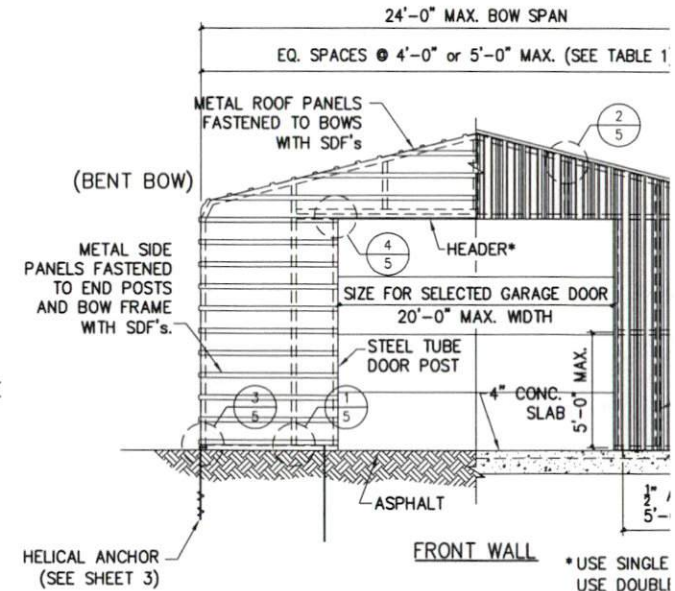 24'-0" MAX. BOW SPAN
EQ. SPACES @ 4'-0" or 5'-0" MAX. (SEE TABLE 1
METAL ROOF PANELS
FASTENED TO BOWS
WITH SDF's
2
5
(BENT BOW)
4
5
HEADER*
METAL SIDE
PANELS FASTENED
TO END POSTS
AND BOW FRAME
WITH SDF's.
SIZE FOR SELECTED GARAGE DOOR
20'-0" MAX. WIDTH
STEEL TUBE
DOOR POST
4" CONC.
SLAB
5'-0" MAX.
3
5
1
5
ASPHALT
1/2"
5'-
HELICAL ANCHOR
(SEE SHEET 3)
FRONT WALL
*USE SINGLE
USE DOUBLE